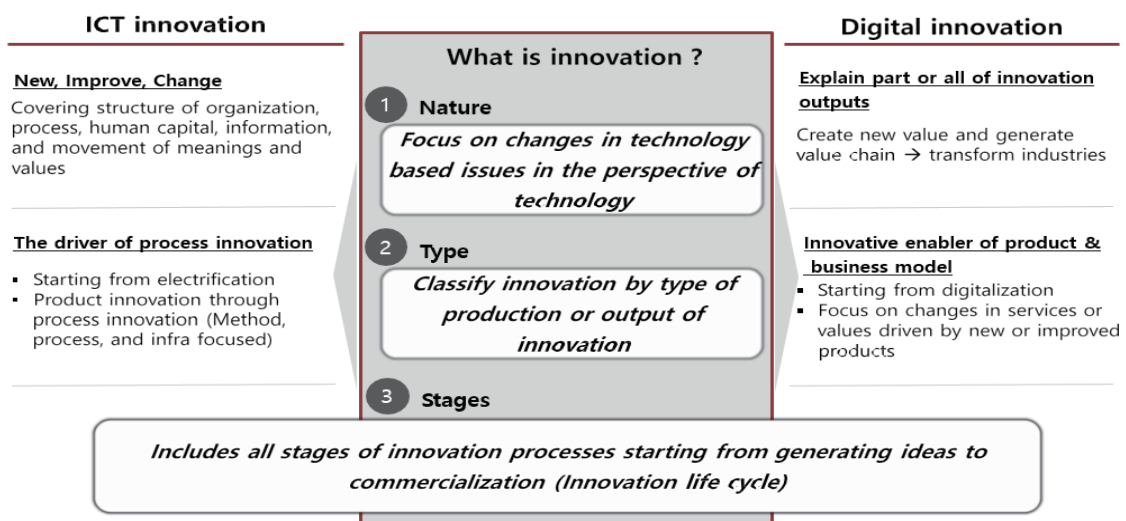 ICT innovation
New, Improve, Change
Covering structure of organization,
process, human capital, information,
and movement of meanings and
values
The driver of process innovation
▪ Starting from electrification
▪ Product innovation through
process innovation (Method,
process, and infra focused)
What is innovation ?
1 Nature
Focus on changes in technology
based issues in the perspective of
technology
2 Type
Classify innovation by type of
production or output of
innovation
3 Stages
Includes all stages of innovation processes starting from generating ideas to
commercialization (Innovation life cycle)
Digital innovation
Explain part or all of innovation
outputs
Create new value and generate
value chain → transform industries
Innovative enabler of product &
business model
▪ Starting from digitalization
▪ Focus on changes in services or
values driven by new or improved
products